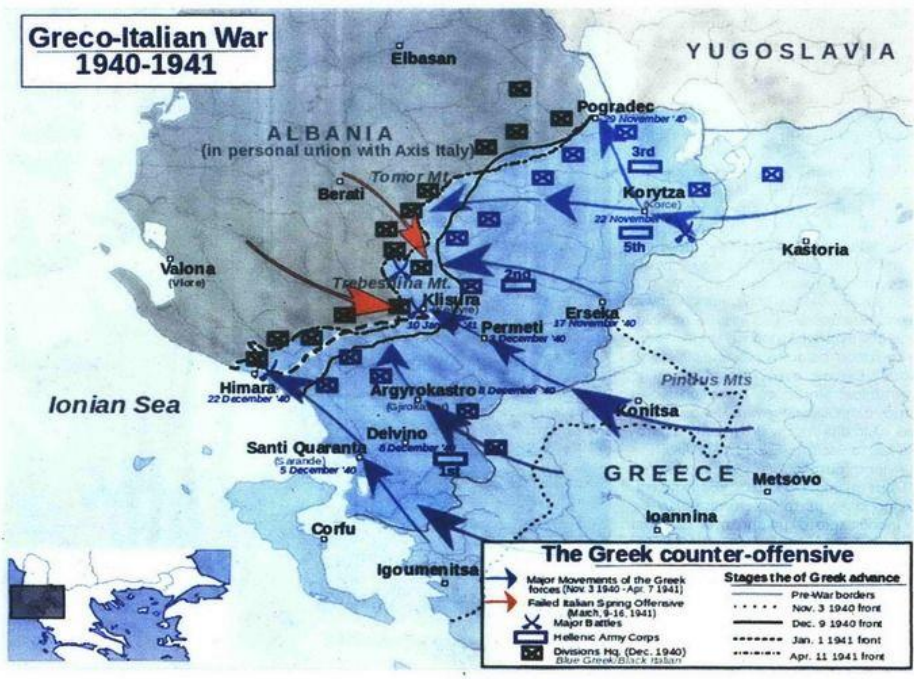 Greco-Italian War
1940-1941
YUGOSLAVIA
Elbasan
Pogradec
29 November '40
ALBANIA
(in personal union with Axis Italy)
3rd
Tomor Mt.
Berati
Korytza
(Korce)
22 November
5th
Kastoria
Valona
(Vlore)
Trebeshina Mt.
2nd
Klisura
10 January '41
Erseka
17 November '40
Permeti
3 December '40
Himara
22 December '40
Argyrokastro
8 December '40
(Gjirokaster)
Pindus Mts
Konitsa
Ionian Sea
Delvino
6 December '40
Santi Quaranta
(Sarande)
5 December '40
1st
GREECE
Metsovo
Ioannina
Corfu
Igoumenitsa
The Greek counter-offensive
Major Movements of the Greek
forces (Nov. 3 1940 - Apr. 7 1941)
Failed Italian Spring Offensive
(March, 9-16, 1941)
Major Battles
Hellenic Army Corps
Divisions Hq. (Dec. 1940)
Blue Greek/Black Italian
Stages the of Greek advance
Pre-War borders
Nov. 3 1940 front
Dec. 9 1940 front
Jan. 1 1941 front
Apr. 11 1941 front